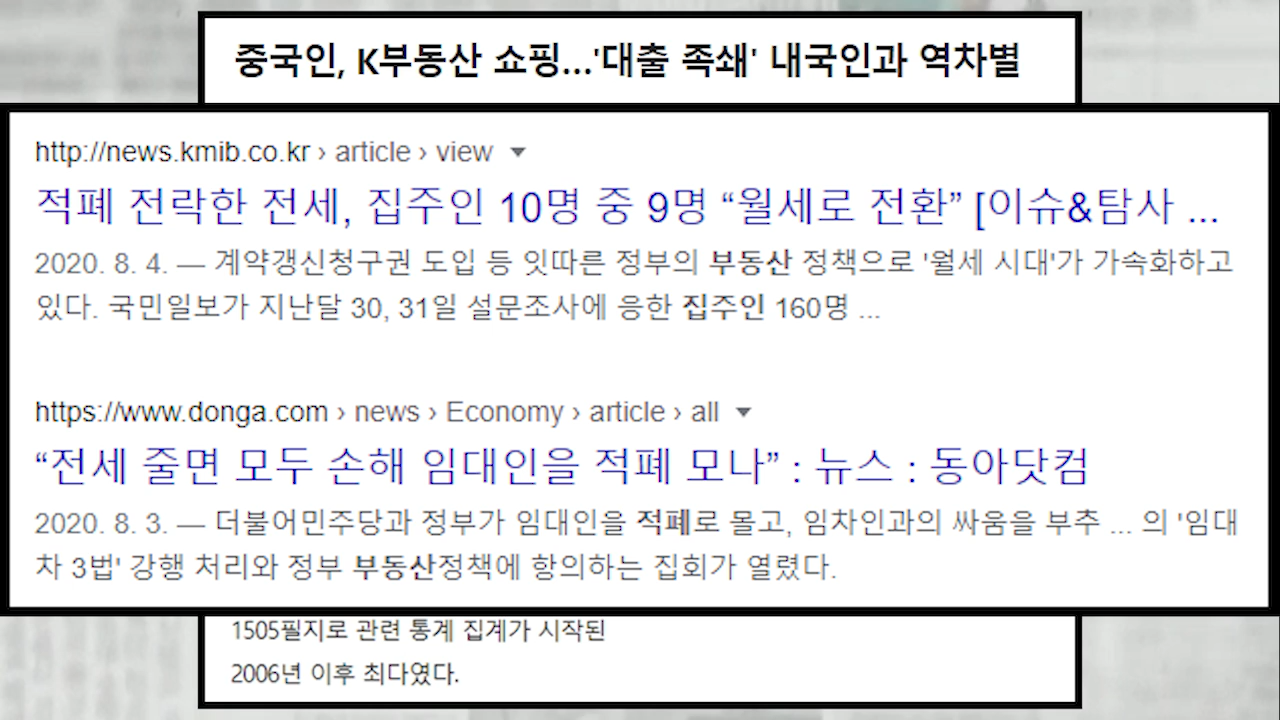 중국인, K부동산 쇼핑...'대출 족쇄' 내국인과 역차별
http://news.kmib.co.kr › article › view
적폐 전락한 전세, 집주인 10명 중 9명 “월세로 전환” [이슈&탐사 ...
2020. 8. 4. — 계약갱신청구권 도입 등 잇따른 정부의 부동산 정책으로 '월세 시대'가 가속화하고
있다. 국민일보가 지난달 30, 31일 설문조사에 응한 집주인 160명 ...
https://www.donga.com › news › Economy › article › all
“전세 줄면 모두 손해 임대인을 적폐 모나” : 뉴스 : 동아닷컴
2020. 8. 3. — 더불어민주당과 정부가 임대인을 적폐로 몰고, 임차인과의 싸움을 부추 ... 의 '임대
차 3법' 강행 처리와 정부 부동산정책에 항의하는 집회가 열렸다.
1505필지로 관련 통계 집계가 시작된
2006년 이후 최다였다.